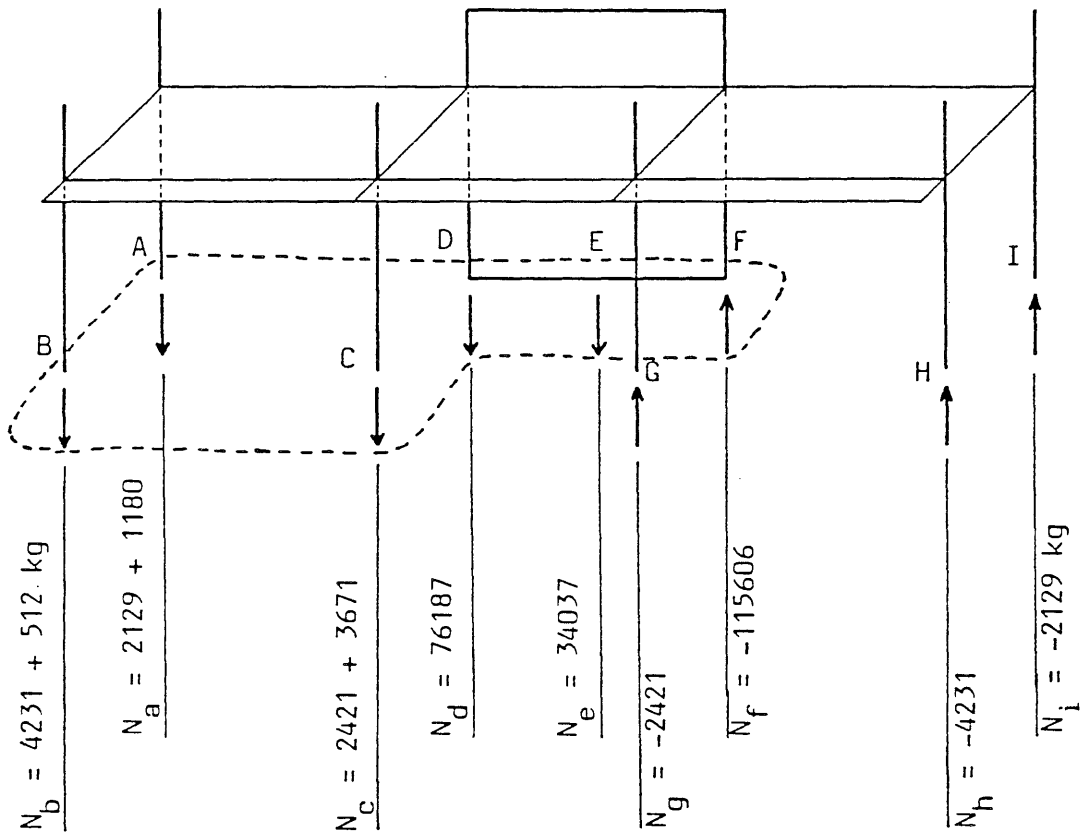 A
D
E
F
I
B
C
G
H
N_b = 4231 + 512.kg
N_a = 2129 + 1180
N_c = 2421 + 3671
N_d = 76187
N_e = 34037
N_g = -2421
N_f = -115606
N_h = -4231
N_i = -2129 kg